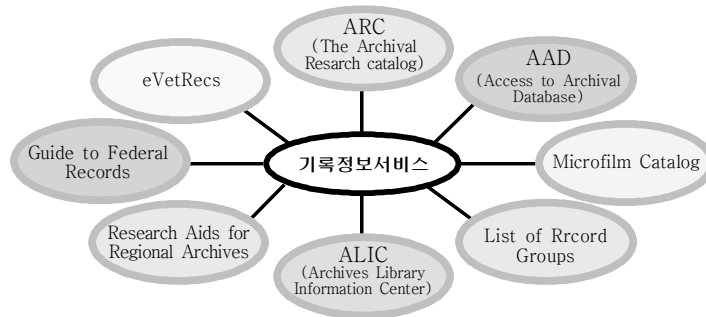 ARC
(The Archival
Resarch catalog)
AAD
(Access to Archival
Database)
eVetRecs
Guide to Federal
Records
기록정보서비스
Microfilm Catalog
Research Aids for
Regional Archives
ALIC
(Archives Library
Information Center)
List of Rrcord
Groups